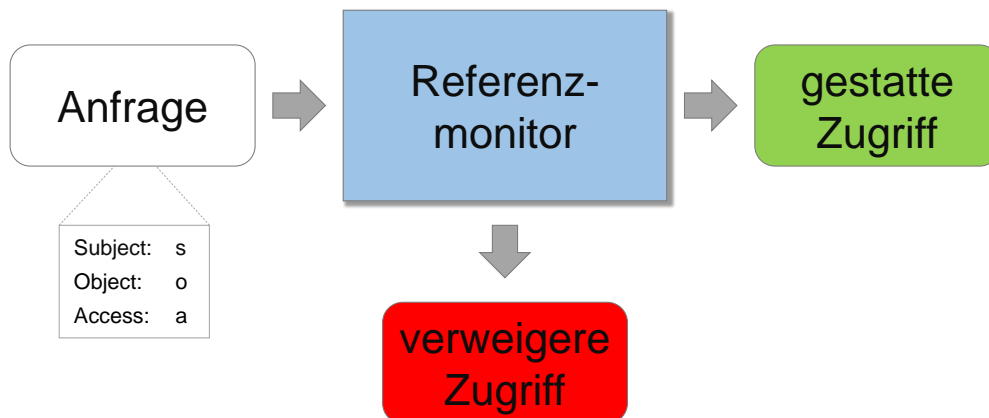 Anfrage
Referenz-
monitor
gestatte
Zugriff
Subject: s
Object: o
Access: a
verweigere
Zugriff